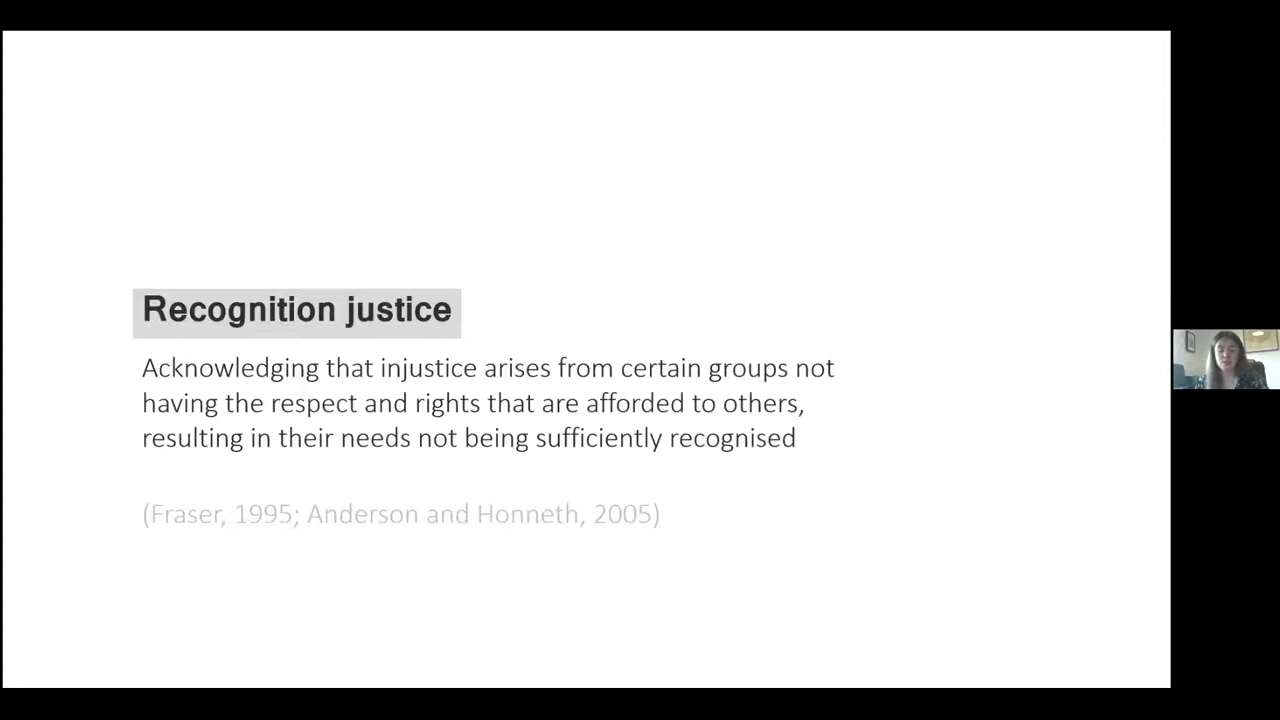 Recognition justice
Acknowledging that injustice arises from certain groups not
having the respect and rights that are afforded to others,
resulting in their needs not being sufficiently recognised
(Fraser, 1995; Anderson and Honneth, 2005)